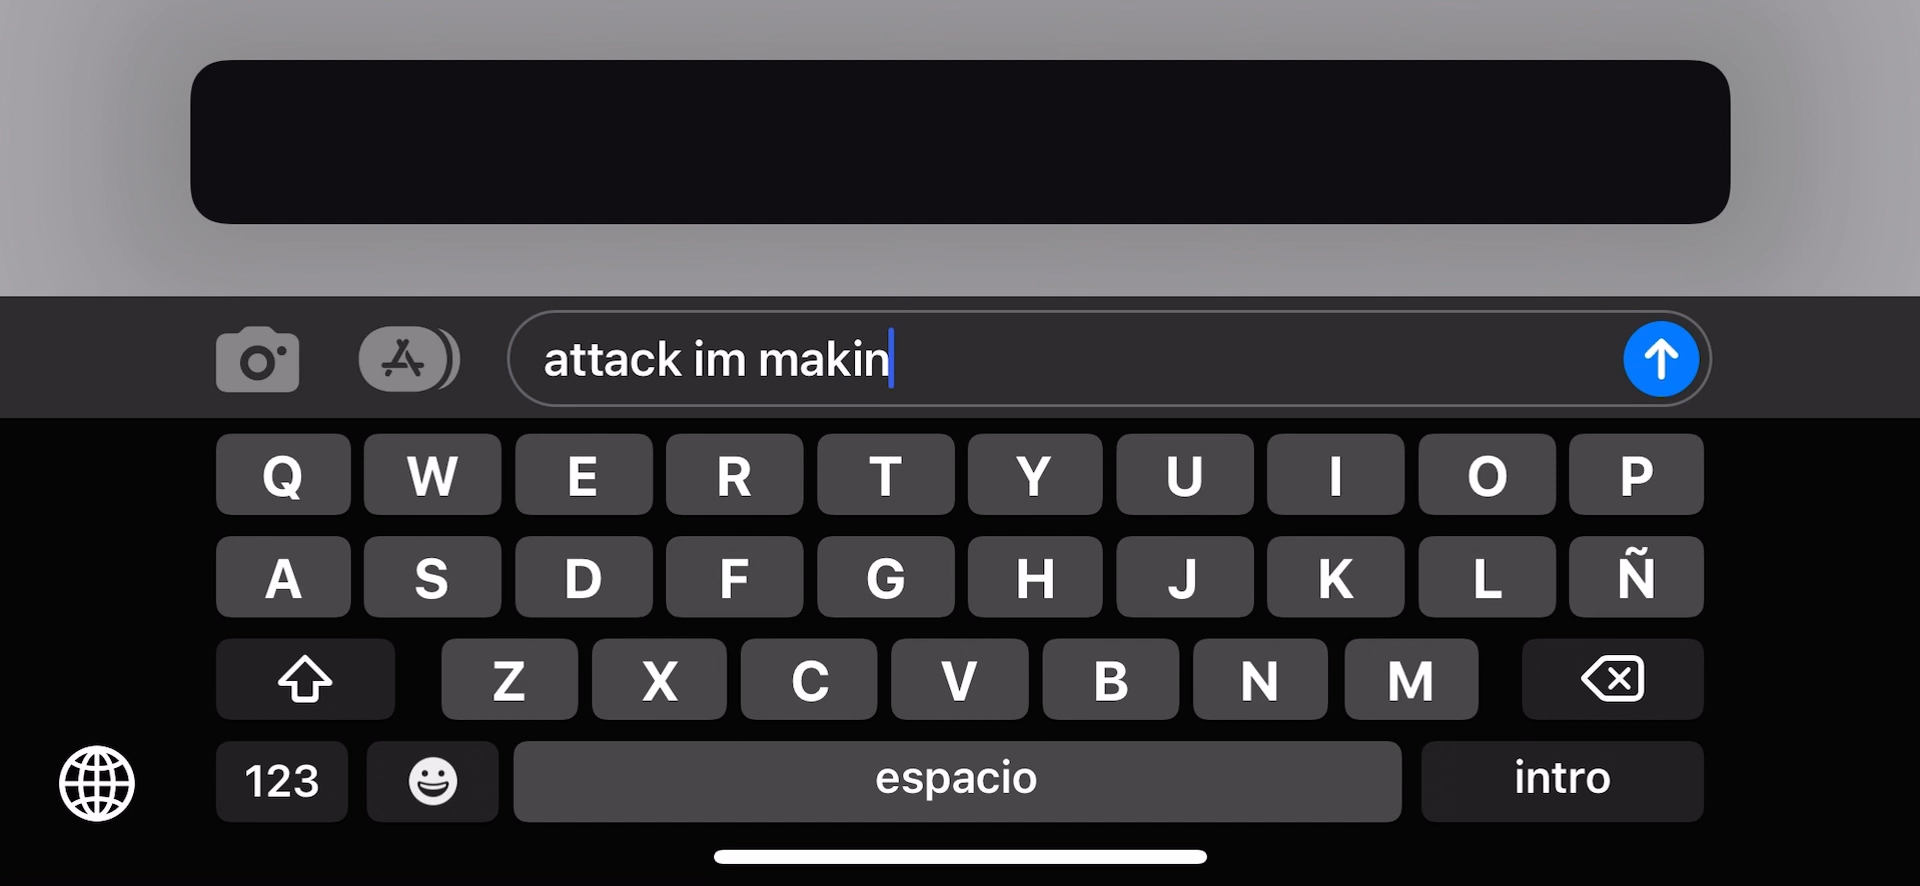 attack im makin
Q W E R T Y U I O P
A S D F G H J K L Ñ
Z X C V B N M
123 espacio intro